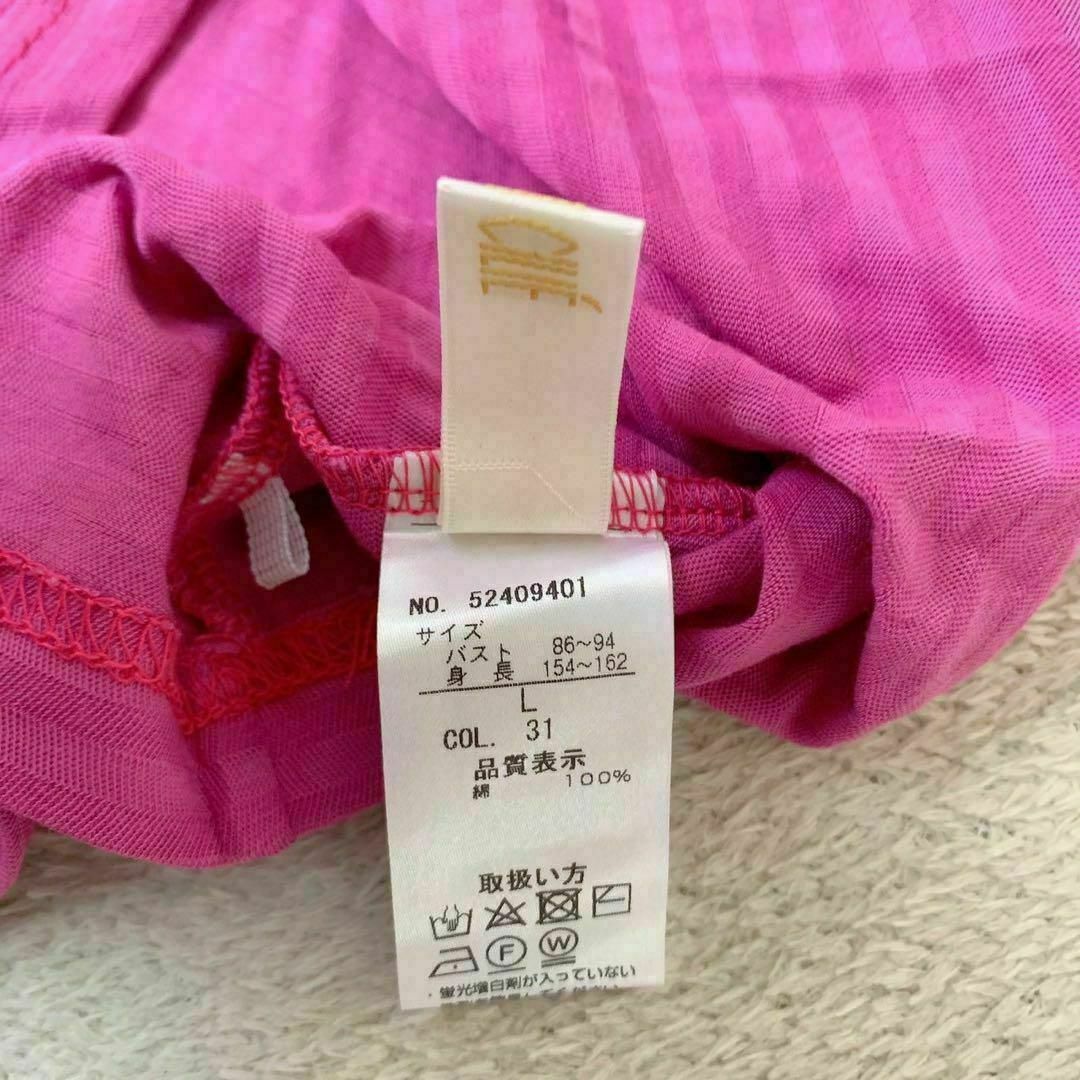 NO. 52409401
サイズ
バスト 86〜94
身長 154〜162
L
COL. 31
品質表示
綿 100%
取扱い方
F W
・蛍光増白剤が入っていない